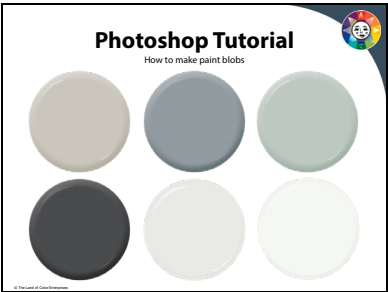 Photoshop Tutorial
How to make paint blobs
© The Land of Color Enterprises